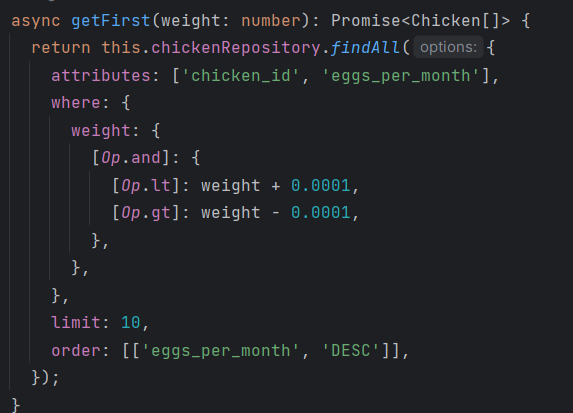 async getFirst(weight: number): Promise<Chicken[]> {
return this.chickenRepository.findAll( options: {
attributes: ['chicken_id', 'eggs_per_month'],
where: {
weight: {
[Op.and]: {
[Op.lt]: weight + 0.0001,
[Op.gt]: weight - 0.0001,
},
},
},
limit: 10,
order: [['eggs_per_month', 'DESC']],
});
}